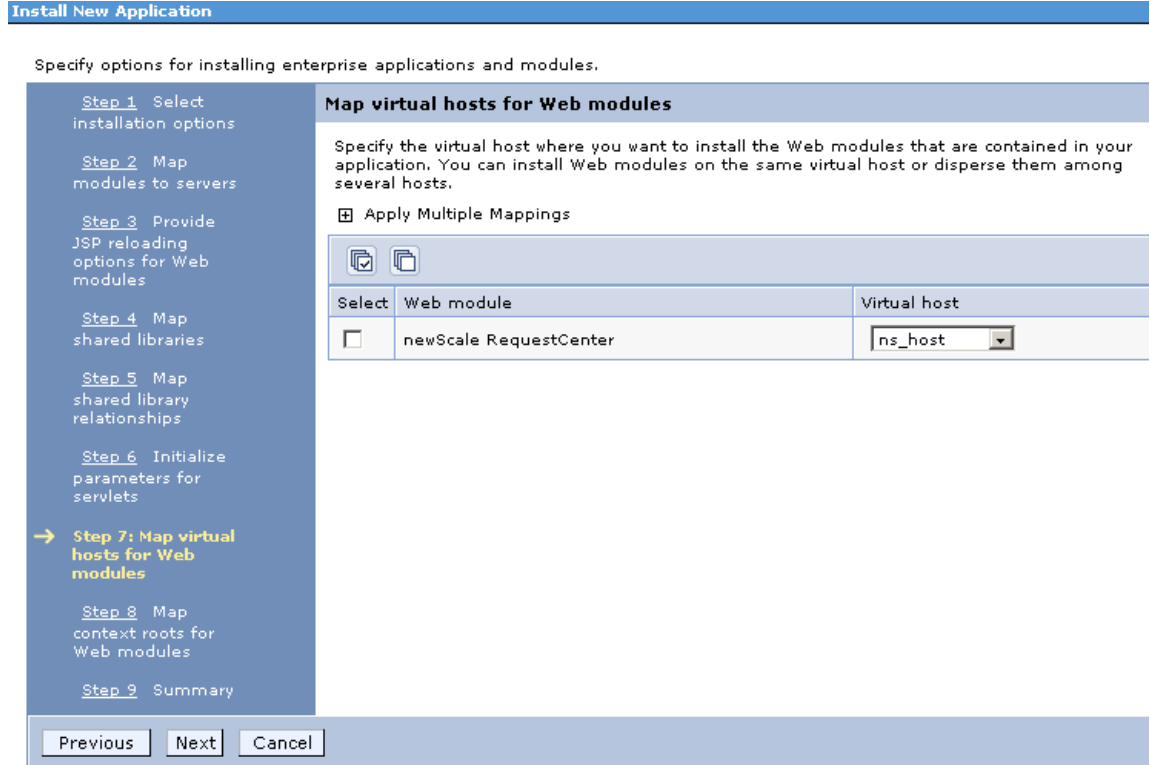 Install New Application
Specify options for installing enterprise applications and modules.
Step 1 Select
installation options
Step 2 Map
modules to servers
Step 3 Provide
JSP reloading
options for Web
modules
Step 4 Map
shared libraries
Step 5 Map
shared library
relationships
Step 6 Initialize
parameters for
servlets
Step 7: Map virtual
hosts for Web
modules
Step 8 Map
context roots for
Web modules
Step 9 Summary
Map virtual hosts for Web modules
Specify the virtual host where you want to install the Web modules that are contained in your
application. You can install Web modules on the same virtual host or disperse them among
several hosts.
Apply Multiple Mappings
Select Web module Virtual host
newScale RequestCenter ns_host
Previous Next Cancel